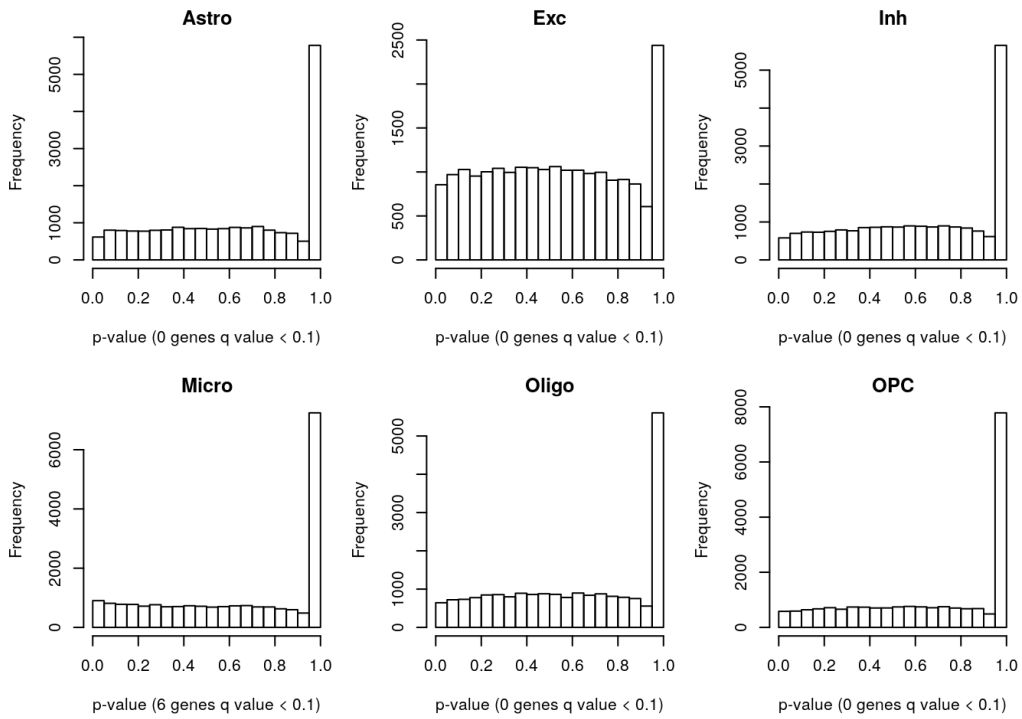 Astro
Frequency
0
1000
3000
5000
0.0 0.2 0.4 0.6 0.8 1.0
p-value (0 genes q value < 0.1)
Exc
Frequency
0
500
1500
2500
0.0 0.2 0.4 0.6 0.8 1.0
p-value (0 genes q value < 0.1)
Inh
Frequency
0
1000
3000
5000
0.0 0.2 0.4 0.6 0.8 1.0
p-value (0 genes q value < 0.1)
Micro
Frequency
0
2000
4000
6000
0.0 0.2 0.4 0.6 0.8 1.0
p-value (6 genes q value < 0.1)
Oligo
Frequency
0
1000
3000
5000
0.0 0.2 0.4 0.6 0.8 1.0
p-value (0 genes q value < 0.1)
OPC
Frequency
0
2000
4000
6000
8000
0.0 0.2 0.4 0.6 0.8 1.0
p-value (0 genes q value < 0.1)